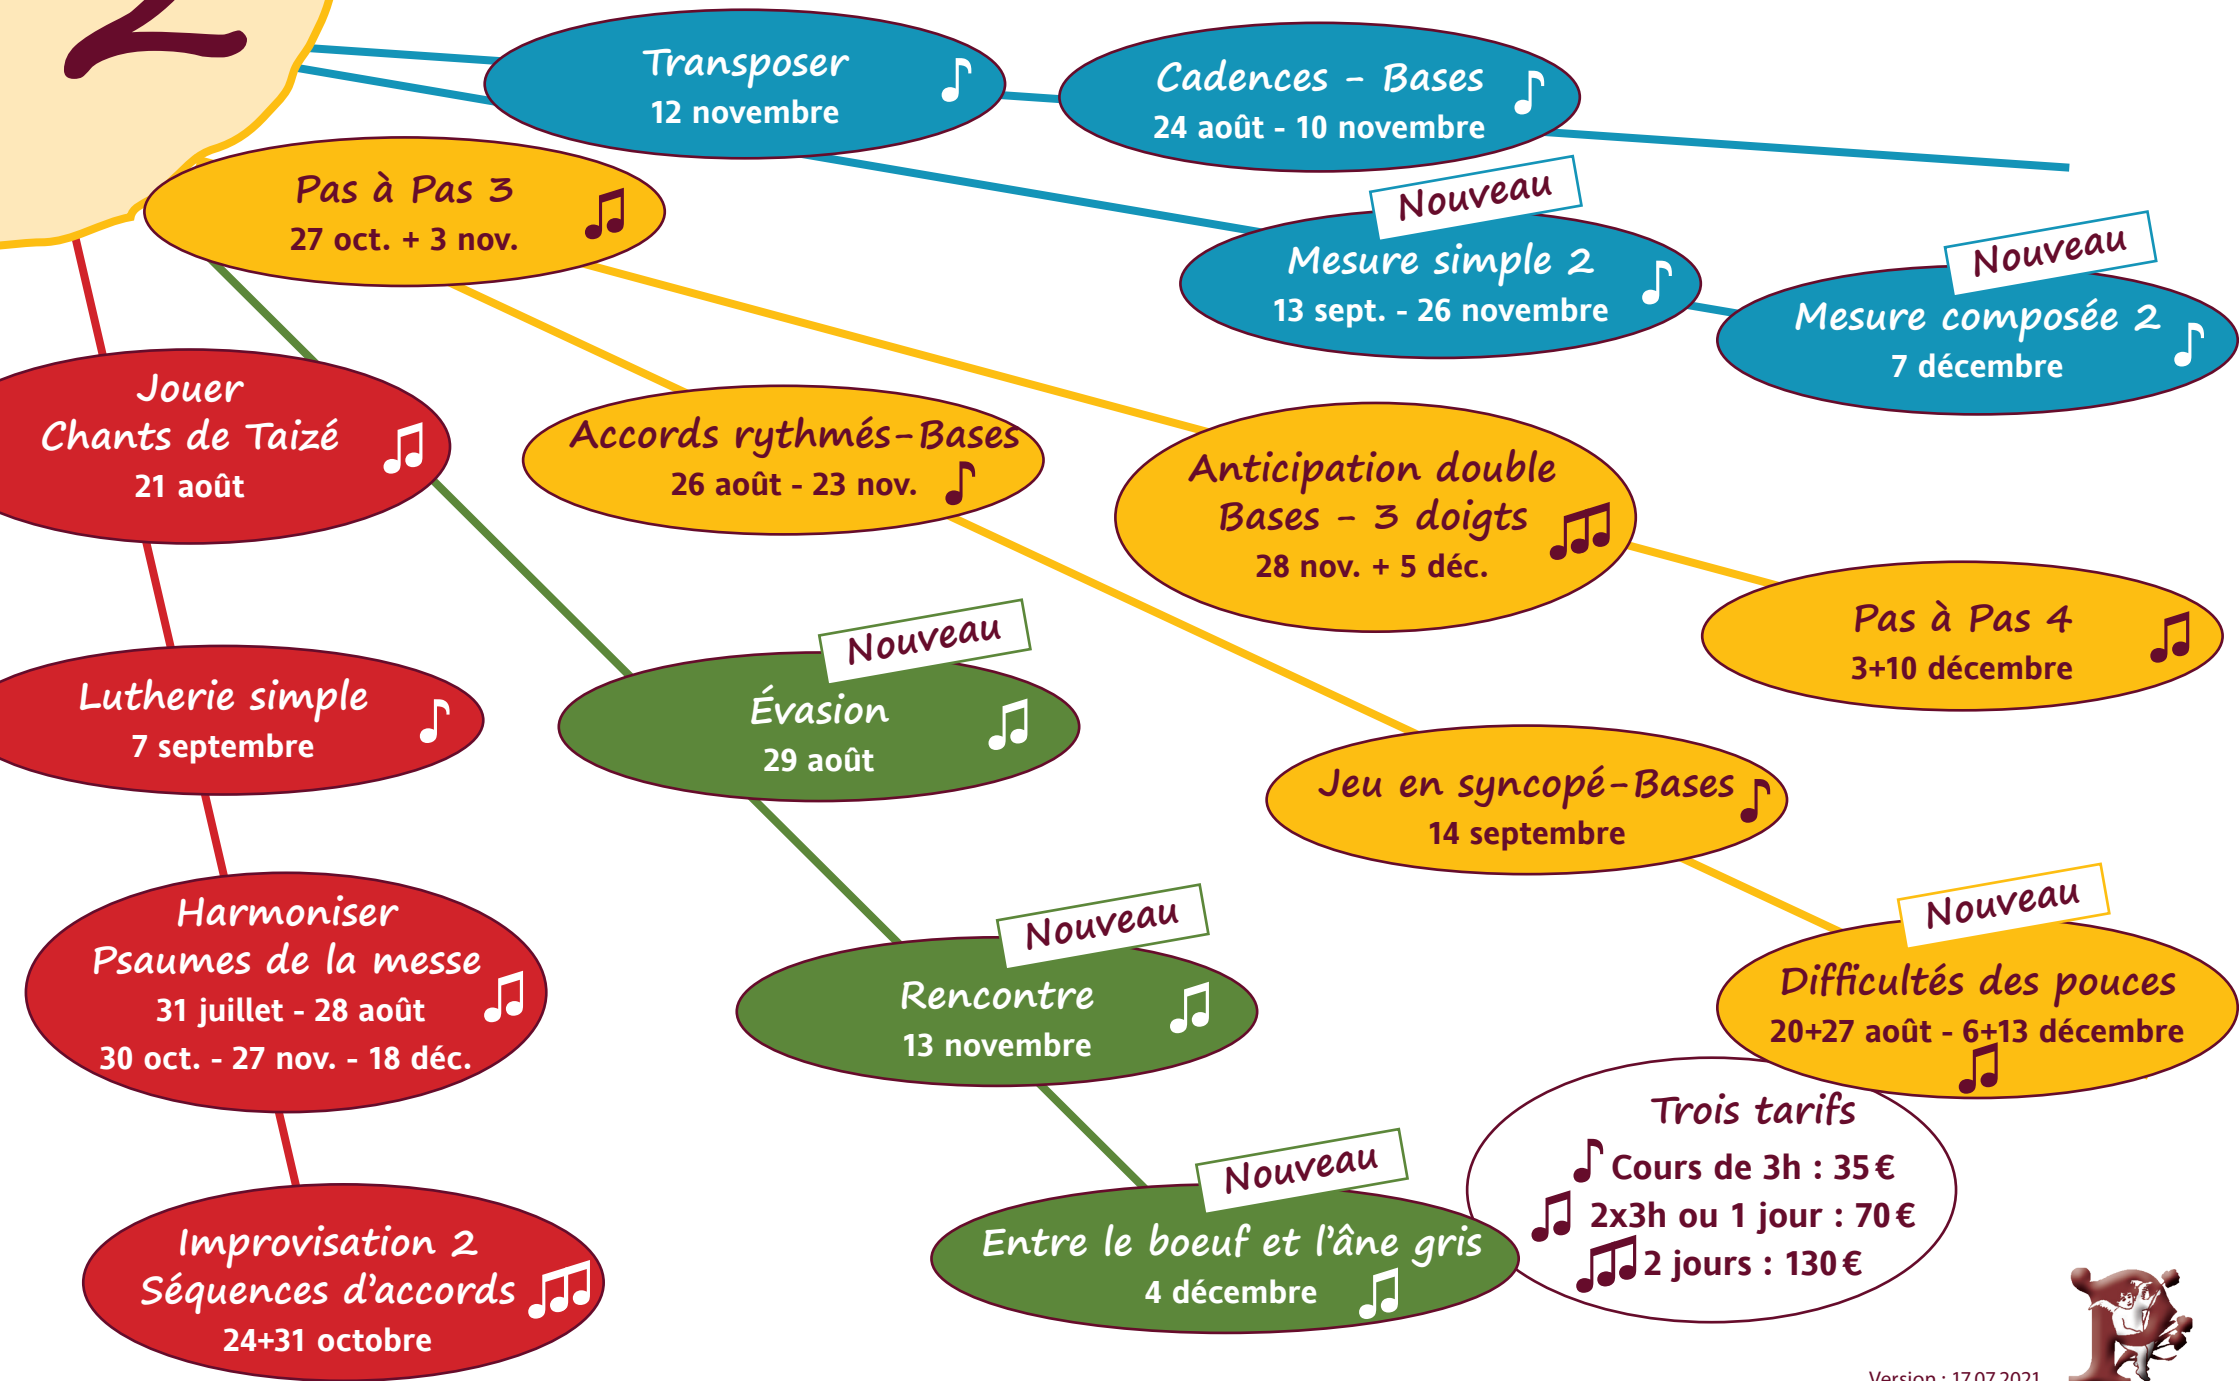 2
Transposer
12 novembre
Cadences - Bases
24 août - 10 novembre
Pas à Pas 3
27 oct. + 3 nov.
Nouveau
Mesure simple 2
13 sept. - 26 novembre
Nouveau
Mesure composée 2
7 décembre
Jouer
Chants de Taizé
21 août
Accords rythmés-Bases
26 août - 23 nov.
Anticipation double
Bases - 3 doigts
28 nov. + 5 déc.
Pas à Pas 4
3+10 décembre
Lutherie simple
7 septembre
Nouveau
Évasion
29 août
Jeu en syncopé-Bases
14 septembre
Harmoniser
Psaumes de la messe
31 juillet - 28 août
30 oct. - 27 nov. - 18 déc.
Nouveau
Rencontre
13 novembre
Nouveau
Difficultés des pouces
20+27 août - 6+13 décembre
Improvisation 2
Séquences d'accords
24+31 octobre
Nouveau
Entre le boeuf et l'âne gris
4 décembre
Trois tarifs
Cours de 3h : 35 €
2x3h ou 1 jour : 70 €
2 jours : 130 €
Version : 17.07.2021